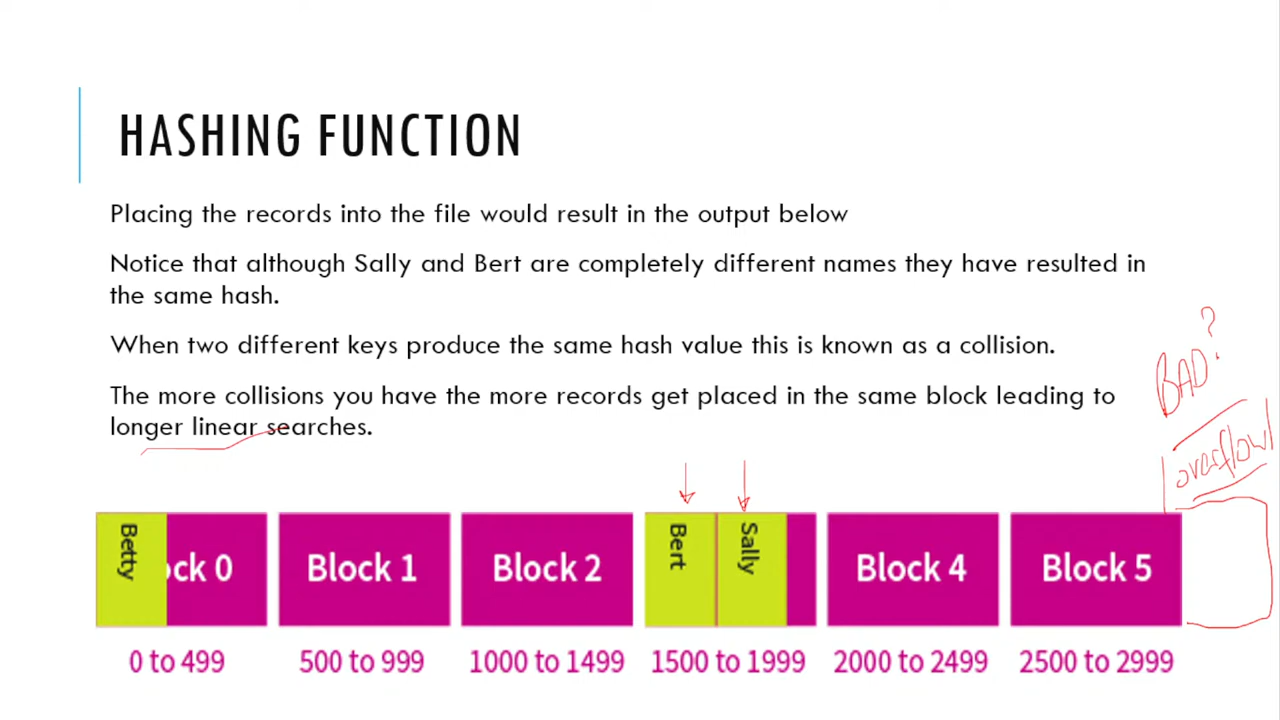 HASHING FUNCTION
Placing the records into the file would result in the output below
Notice that although Sally and Bert are completely different names they have resulted in
the same hash.
When two different keys produce the same hash value this is known as a collision.
The more collisions you have the more records get placed in the same block leading to
longer linear searches.
BAD?
overflow
Betty
ock 0
Block 1
Block 2
Bert
Sally
Block 4
Block 5
0 to 499
500 to 999
1000 to 1499
1500 to 1999
2000 to 2499
2500 to 2999